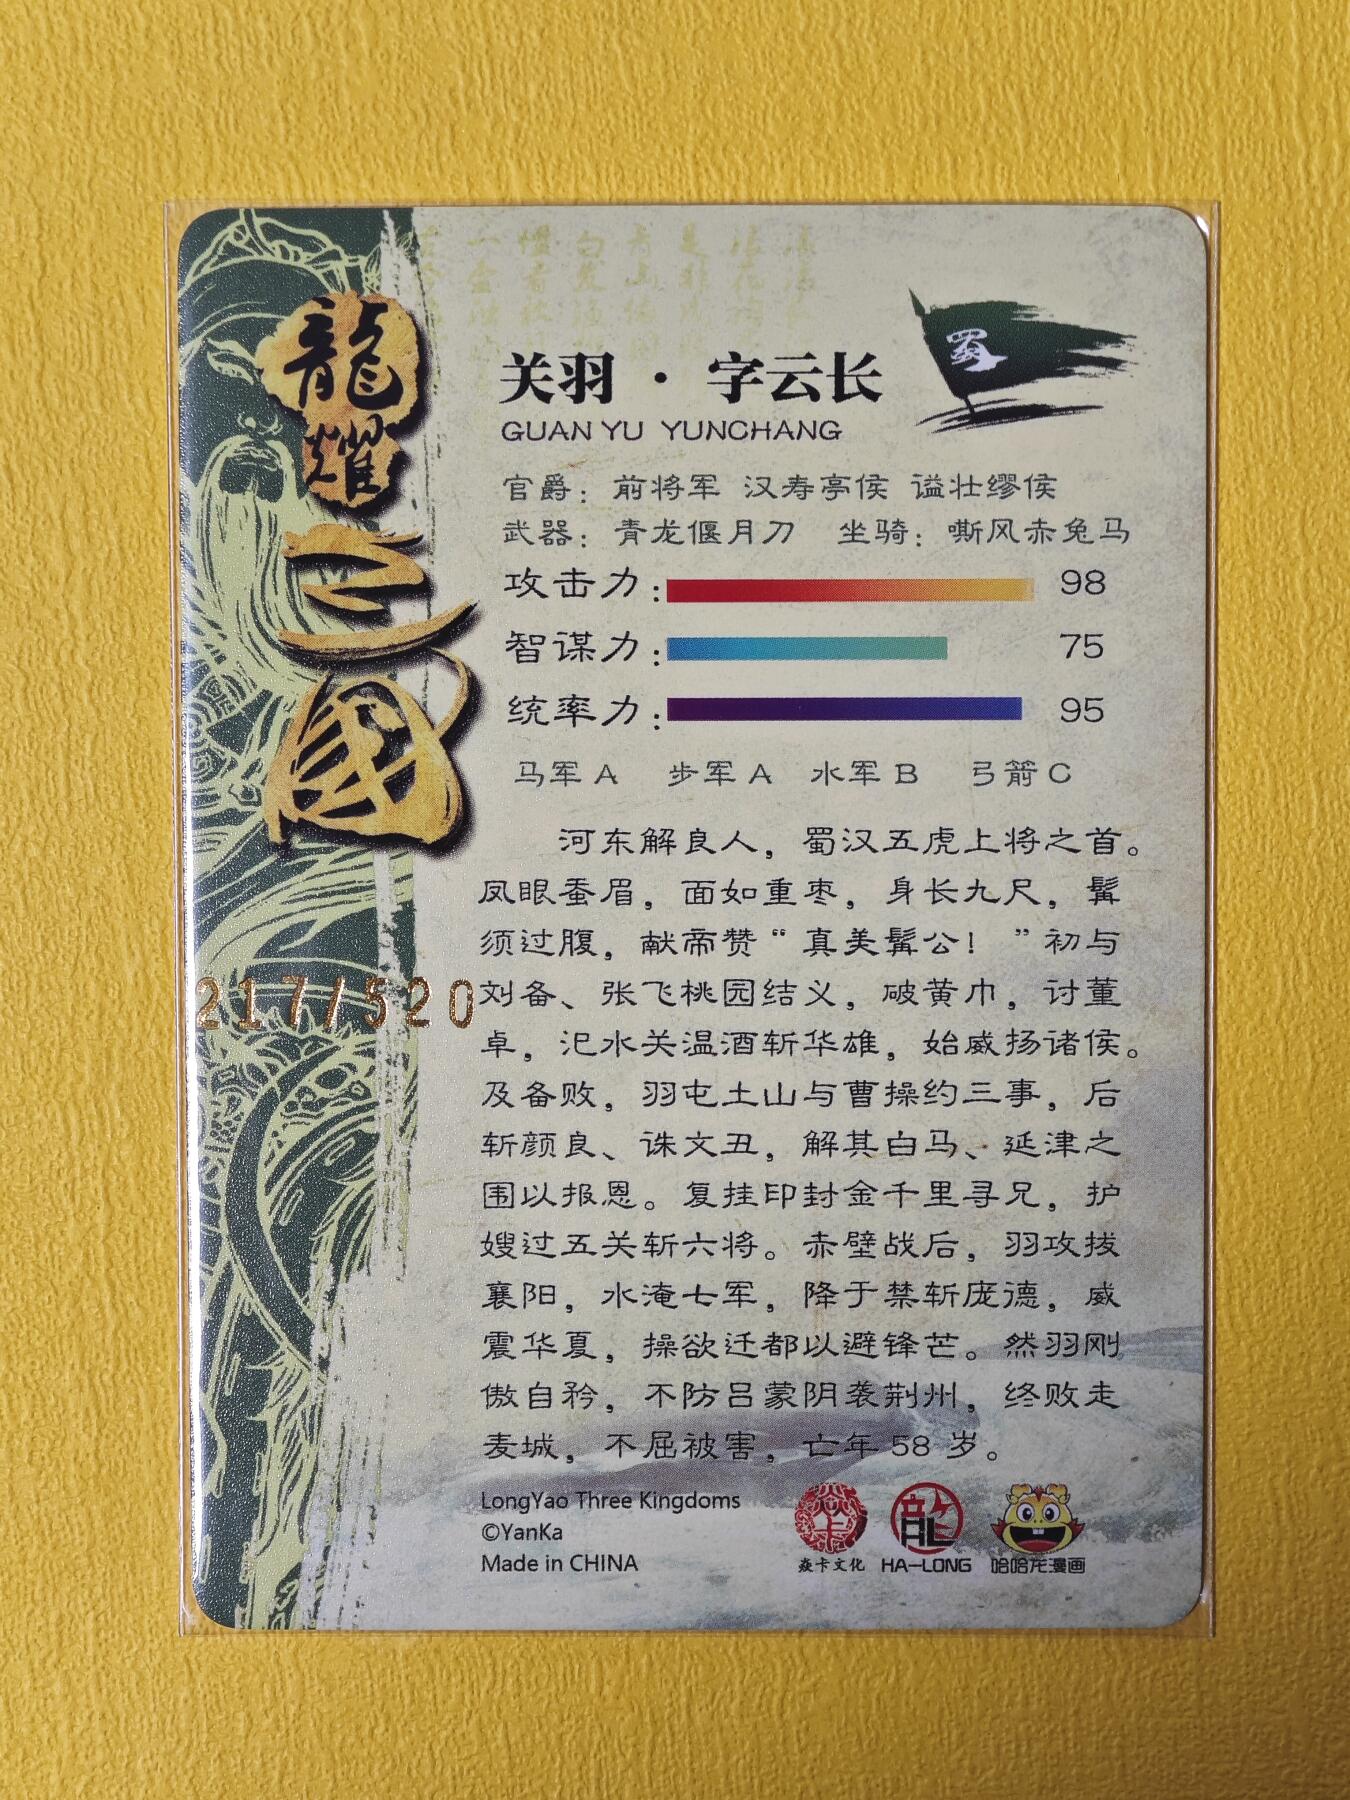 龍耀三國
关羽·字云长
蜀
GUAN YU YUNCHANG
官爵：前将军 汉寿亭侯 谥壮缪侯
武器：青龙偃月刀 坐骑：嘶风赤兔马
攻击力： 98
智谋力： 75
统率力： 95
马军A 步军A 水军B 弓箭C
河东解良人，蜀汉五虎上将之首。
凤眼蚕眉，面如重枣，身长九尺，髯
须过腹，献帝赞“真美髯公！”初与
刘备、张飞桃园结义，破黄巾，讨董
217/520
卓，汜水关温酒斩华雄，始威扬诸侯。
及备败，羽屯土山与曹操约三事，后
斩颜良、诛文丑，解其白马、延津之
围以报恩。复挂印封金千里寻兄，护
嫂过五关斩六将。赤壁战后，羽攻拔
襄阳，水淹七军，降于禁斩庞德，威
震华夏，操欲迁都以避锋芒。然羽刚
傲自矜，不防吕蒙阴袭荆州，终败走
麦城，不屈被害，亡年58岁。
LongYao Three Kingdoms
©YanKa
Made in CHINA
焱卡
焱卡文化
龍
HA-LONG
哈哈龙漫画